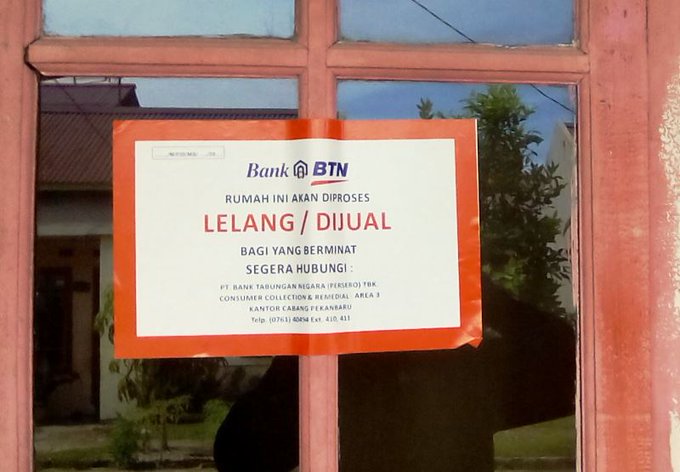 Bank BTN
RUMAH INI AKAN DIPROSES
LELANG / DIJUAL
BAGI YANG BERMINAT
SEGERA HUBUNGI :
PT. BANK TABUNGAN NEGARA (PERSERO) TBK.
CONSUMER COLLECTION & REMEDIAL AREA 3
KANTOR CABANG PEKANBARU
Telp. (0761) 40494 Ext. 410, 411